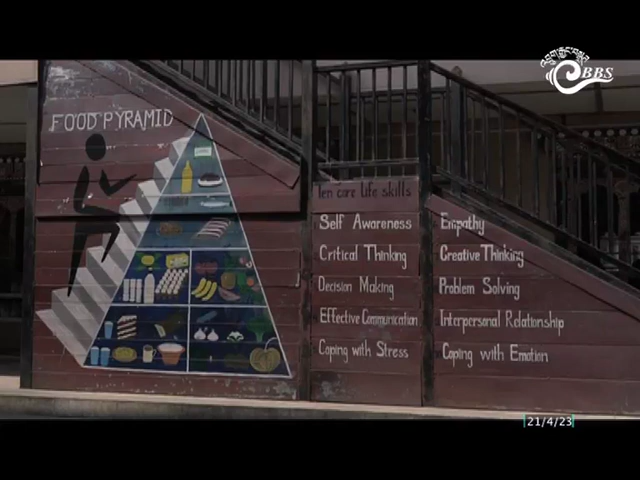 BBS
FOOD PYRAMID
Ten core life skills
Self Awareness
Critical Thinking
Decision Making
Effective Communication
Coping with Stress
Empathy
Creative Thinking
Problem Solving
Interpersonal Relationship
Coping with Emotion
21/4/23